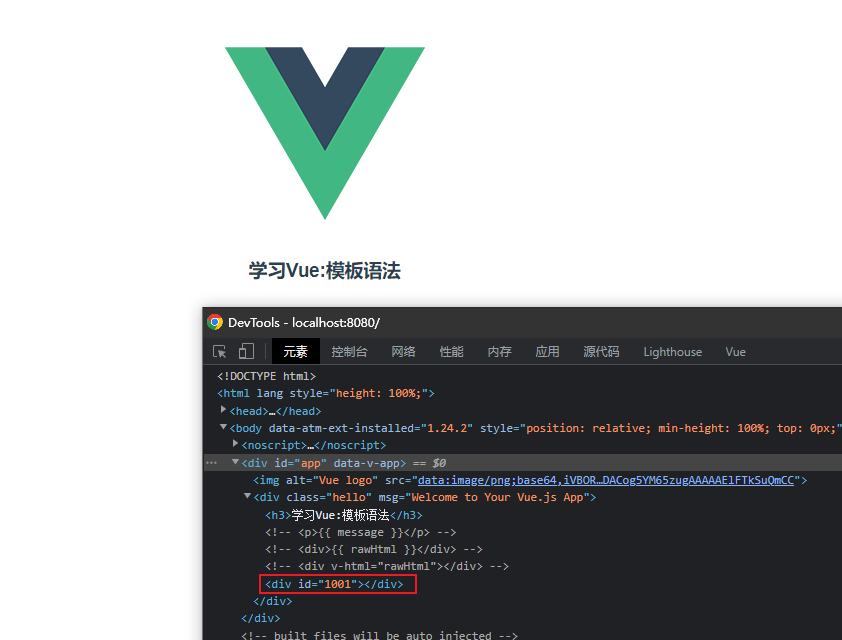 学习Vue:模板语法
DevTools - localhost:8080/
元素 控制台 网络 性能 内存 应用 源代码 Lighthouse Vue
<!DOCTYPE html>
<html lang style="height: 100%;">
<head>…</head>
<body data-atm-ext-installed="1.24.2" style="position: relative; min-height: 100%; top: 0px;"
<noscript>…</noscript>
<div id="app" data-v-app> == $0
<img alt="Vue logo" src="data:image/png;base64,iVBOR…DACog5YM65zugAAAAAElFTkSuQmCC">
<div class="hello" msg="Welcome to Your Vue.js App">
<h3>学习Vue:模板语法</h3>
<!-- <p>{{ message }}</p> -->
<!-- <div>{{ rawHtml }}</div> -->
<!-- <div v-html="rawHtml"></div> -->
<div id="1001"></div>
</div>
</div>
<!-- built files will be auto injected -->